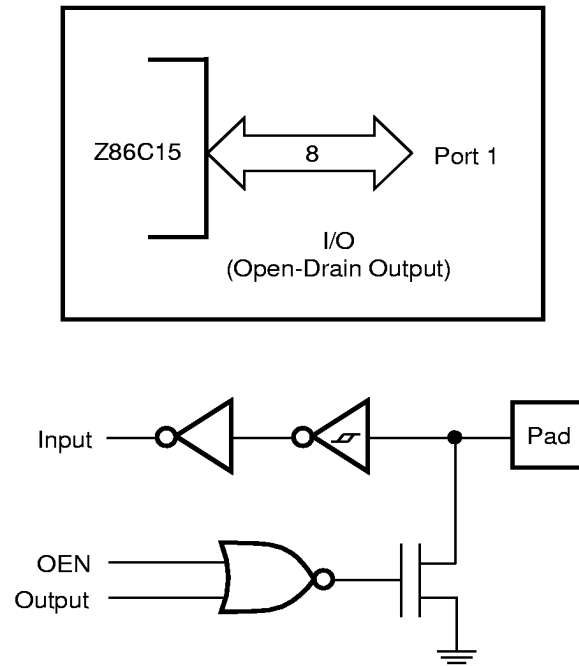 Z86C15
8
Port 1
I/O
(Open-Drain Output)
Input
Pad
OEN
Output